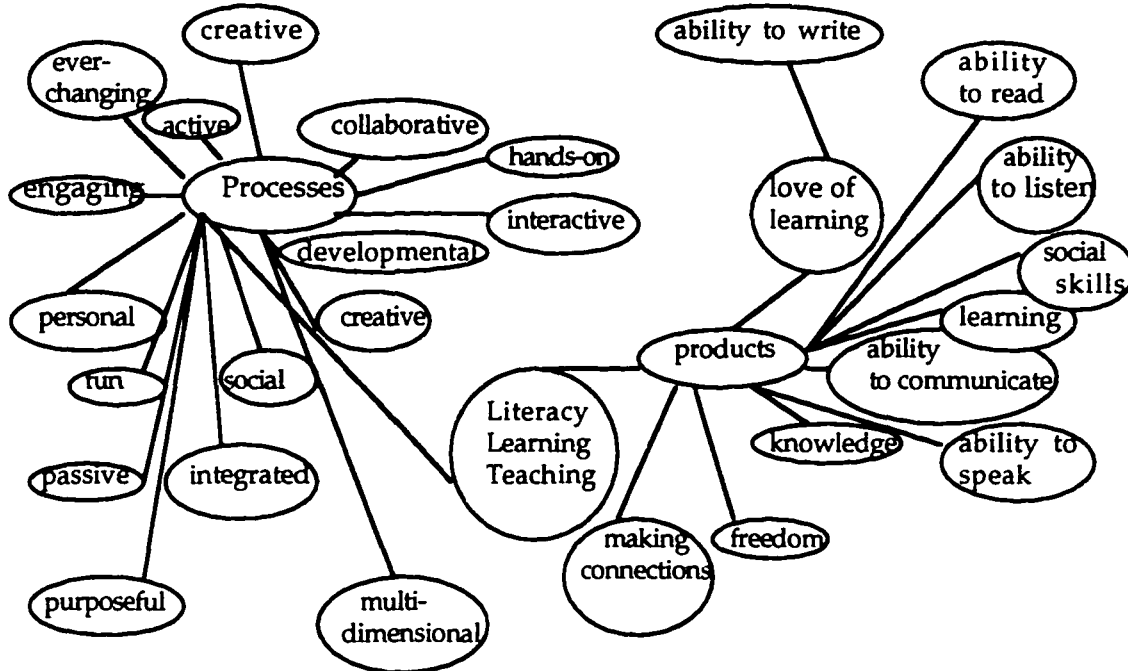 creative
ability to write
ever-
changing
ability
to read
active
collaborative
hands-on
ability
to listen
engaging
Processes
love of
learning
interactive
developmental
social
skills
personal
creative
learning
products
ability
to communicate
fun
social
Literacy
Learning
Teaching
knowledge
ability to
speak
passive
integrated
making
connections
freedom
purposeful
multi-
dimensional